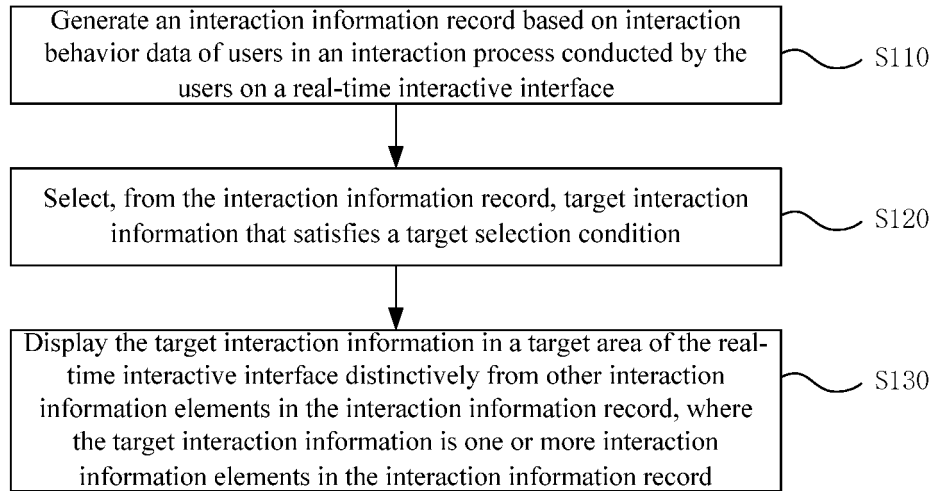 Generate an interaction information record based on interaction
behavior data of users in an interaction process conducted by the
users on a real-time interactive interface
S110
Select, from the interaction information record, target interaction
information that satisfies a target selection condition
S120
Display the target interaction information in a target area of the real-
time interactive interface distinctively from other interaction
information elements in the interaction information record, where
the target interaction information is one or more interaction
information elements in the interaction information record
S130